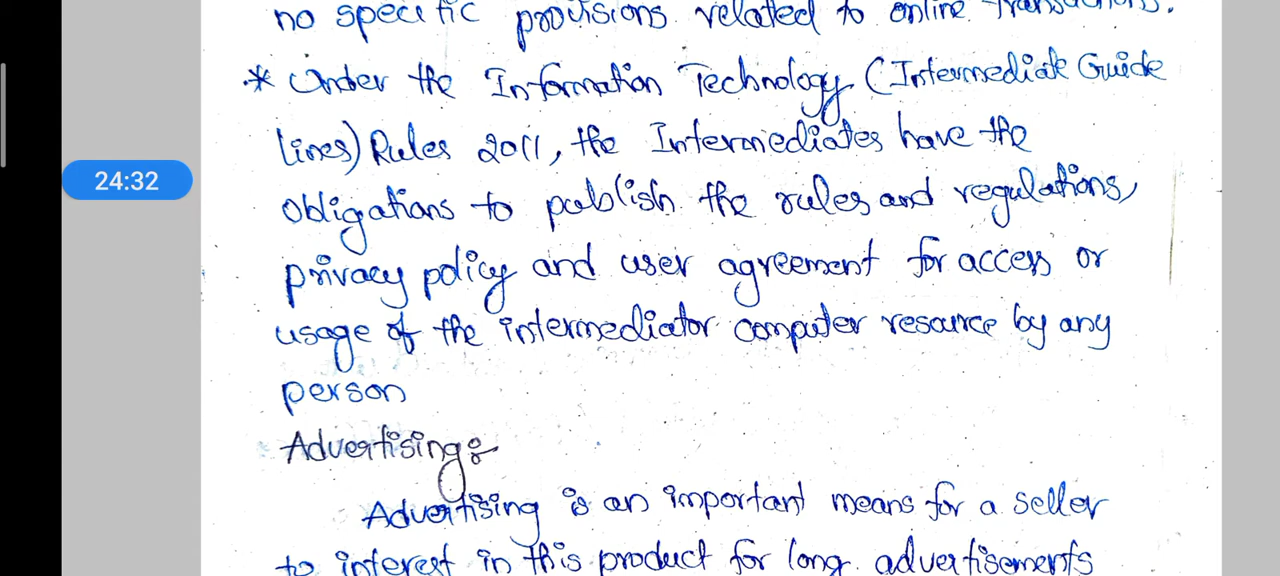 no specific provisions related to online transactions.
* Under the Information Technology (Intermediate Guide
lines) Rules 2011, the Intermediates have the
obligations to publish the rules and regulations,
privacy policy and user agreement for access or
usage of the intermediator computer resource by any
person
24:32
Advertising:-
Advertising is an important means for a seller
to interest in this product for long. advertisements